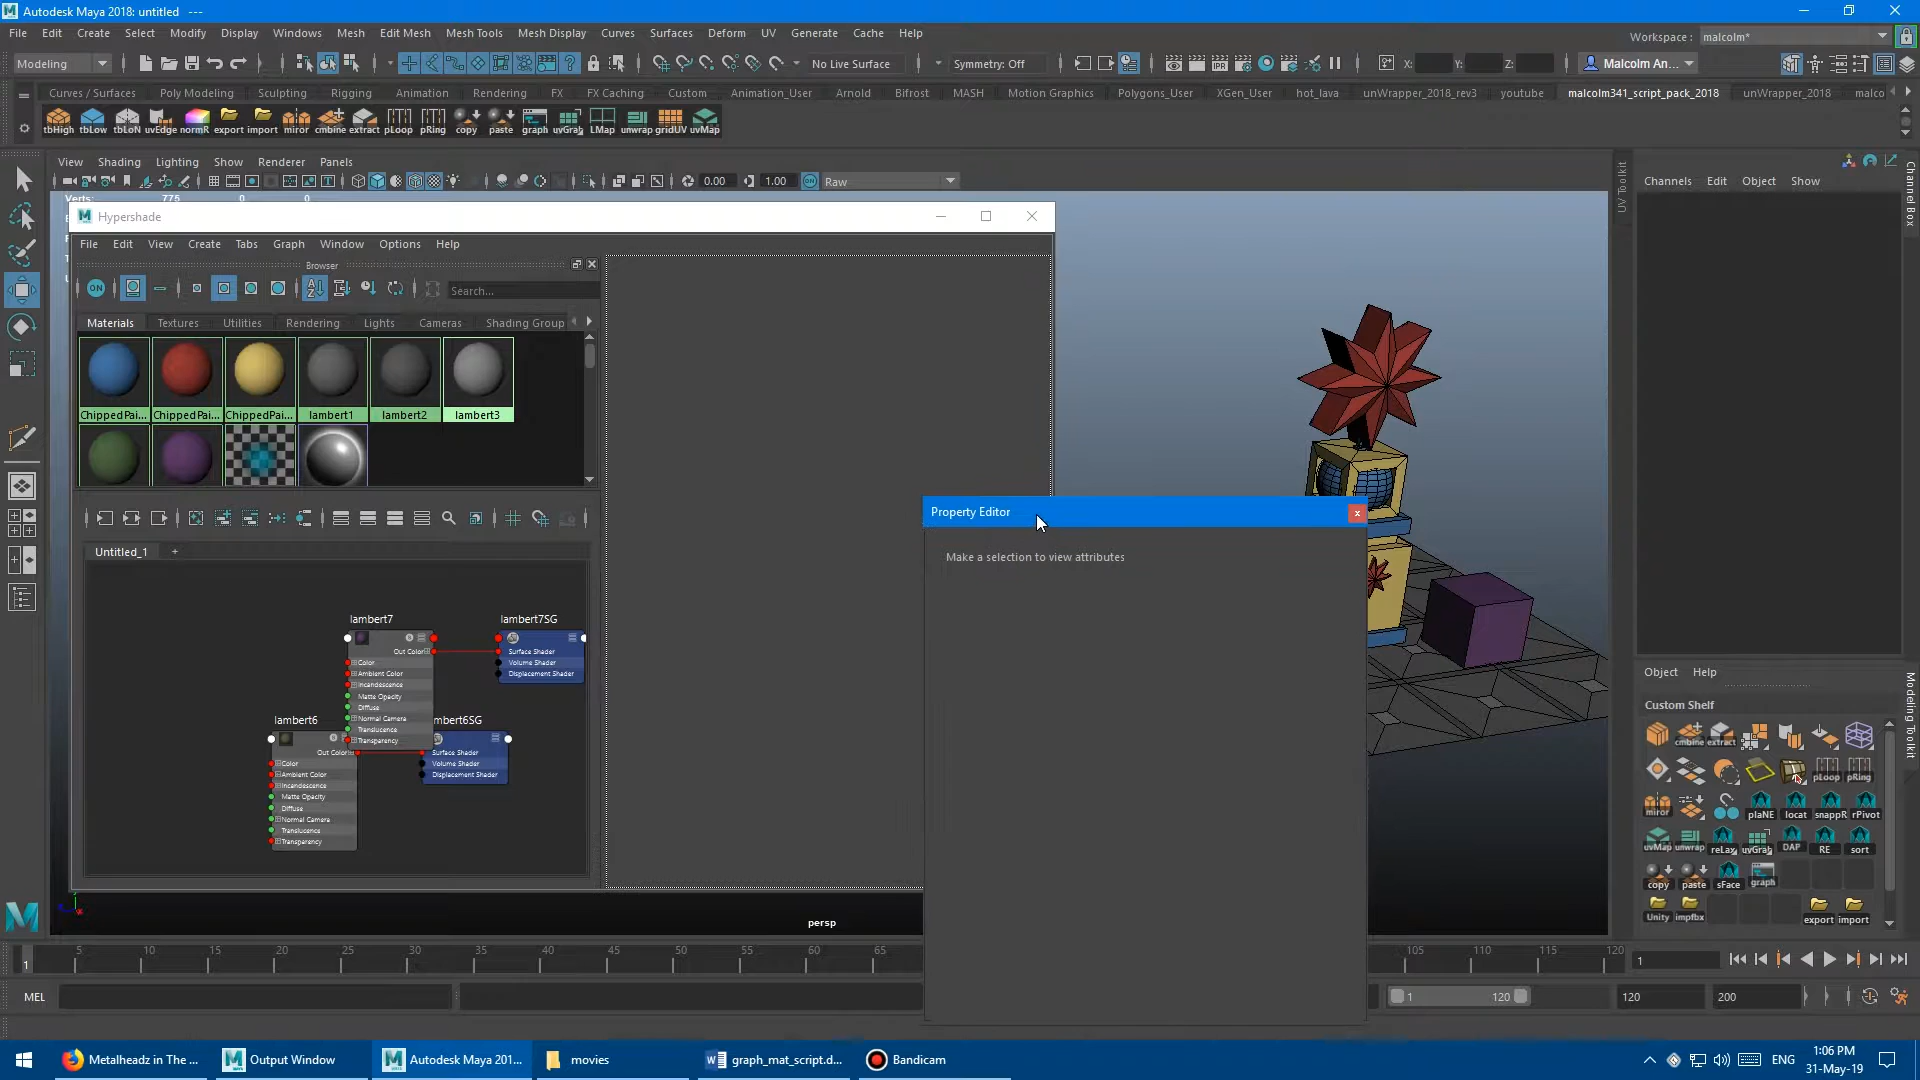 Autodesk Maya 2018: untitled   ---
File Edit Create Select Modify Display Windows Mesh Edit Mesh Mesh Tools Mesh Display Curves Surfaces Deform UV Generate Cache Help
Workspace : malcolm*
Modeling
No Live Surface
Symmetry: Off
X: Y: Z:
Malcolm An...
Curves / Surfaces Poly Modeling Sculpting Rigging Animation Rendering FX FX Caching Custom Animation_User Arnold Bifrost MASH Motion Graphics Polygons_User XGen_User hot_lava unWrapper_2018_rev3 youtube malcolm341_script_pack_2018 unWrapper_2018 malco
tbHigh tbLow tbLoN uvEdge normR export import miror cmbine extract pLoop pRing copy paste graph uvGrab LMap unwrap gridUV uvMap
View Shading Lighting Show Renderer Panels
0.00 1.00 Raw
Verts: 775 0 0
Hypershade
File Edit View Create Tabs Graph Window Options Help
Browser
ON
Search...
Materials Textures Utilities Rendering Lights Cameras Shading Group
ChippedPai... ChippedPai... ChippedPai... lambert1 lambert2 lambert3
Untitled_1 +
lambert7
Out Color
Color
Ambient Color
Incandescence
Matte Opacity
Diffuse
Normal Camera
Translucence
Transparency
lambert7SG
Surface Shader
Volume Shader
Displacement Shader
lambert6
Out Color
Color
Ambient Color
Incandescence
Matte Opacity
Diffuse
Normal Camera
Translucence
Transparency
mbert6SG
Surface Shader
Volume Shader
Displacement Shader
Property Editor
x
Make a selection to view attributes
persp
UV Toolkit
Channels Edit Object Show
Channel Box
Object Help
Modeling Toolkit
Custom Shelf
cmbine extract
pLoop pRing
miror plaNE locat snappR rPivot
uvMap unwrap reLax uvGrab DAP RE sort
copy paste sFace graph
Unity impfbx export import
5 10 15 20 25 30 35 40 45 50 55 60 65 105 110 115 120
1
1
MEL
1 120 120 200
Metalheadz in The ...
Output Window
Autodesk Maya 201...
movies
graph_mat_script.d...
Bandicam
ENG
1:06 PM
31-May-19